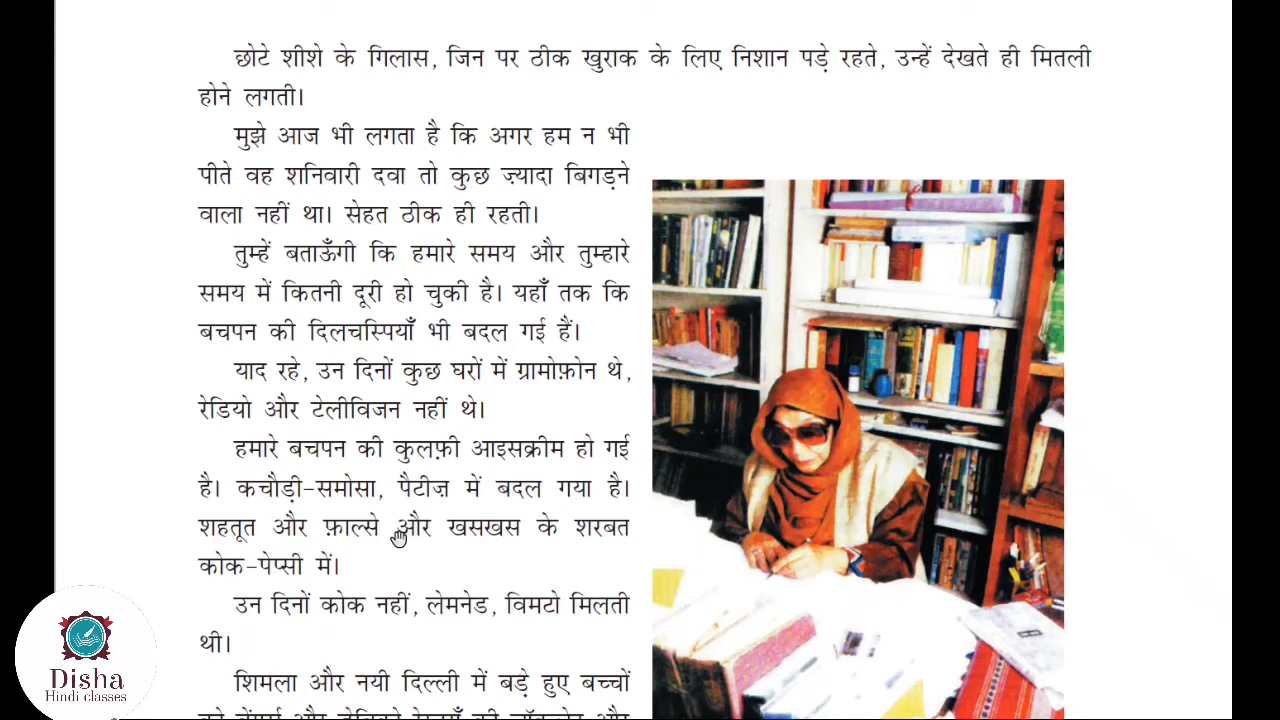 छोटे शीशे के गिलास, जिन पर ठीक खुराक के लिए निशान पड़े रहते, उन्हें देखते ही मितली
होने लगती।
मुझे आज भी लगता है कि अगर हम न भी
पीते वह शनिवारी दवा तो कुछ ज़्यादा बिगड़ने
वाला नहीं था। सेहत ठीक ही रहती।
तुम्हें बताऊँगी कि हमारे समय और तुम्हारे
समय में कितनी दूरी हो चुकी है। यहाँ तक कि
बचपन की दिलचस्पियाँ भी बदल गई हैं।
याद रहे, उन दिनों कुछ घरों में ग्रामोफ़ोन थे,
रेडियो और टेलीविजन नहीं थे।
हमारे बचपन की कुलफ़ी आइसक्रीम हो गई
है। कचौड़ी-समोसा, पैटीज़ में बदल गया है।
शहतूत और फ़ाल्से और खसखस के शरबत
कोक-पेप्सी में।
उन दिनों कोक नहीं, लेमनेड, विमटो मिलती
थी।
शिमला और नयी दिल्ली में बड़े हुए बच्चों
Disha
Hindi classes